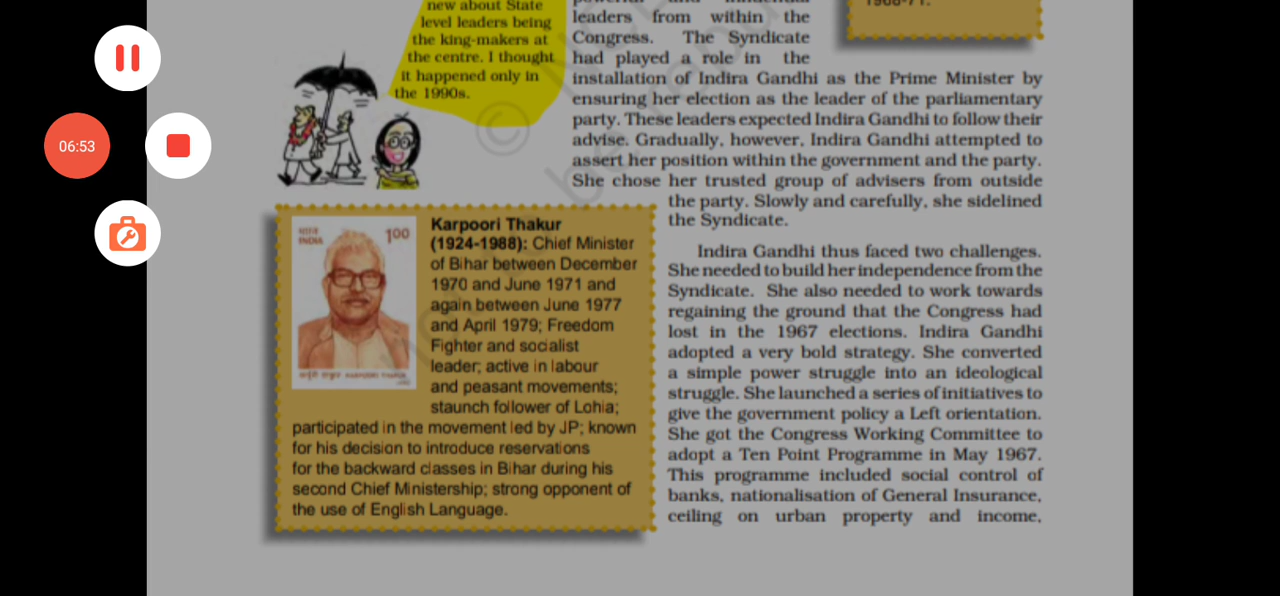 06:53
new about State
level leaders being
the king-makers at
the centre. I thought
it happened only in
the 1990s.
leaders from within the
Congress. The Syndicate
had played a role in the
installation of Indira Gandhi as the Prime Minister by
ensuring her election as the leader of the parliamentary
party. These leaders expected Indira Gandhi to follow their
advise. Gradually, however, Indira Gandhi attempted to
assert her position within the government and the party.
She chose her trusted group of advisers from outside
the party. Slowly and carefully, she sidelined
the Syndicate.
Indira Gandhi thus faced two challenges.
She needed to build her independence from the
Syndicate. She also needed to work towards
regaining the ground that the Congress had
lost in the 1967 elections. Indira Gandhi
adopted a very bold strategy. She converted
a simple power struggle into an ideological
struggle. She launched a series of initiatives to
give the government policy a Left orientation.
She got the Congress Working Committee to
adopt a Ten Point Programme in May 1967.
This programme included social control of
banks, nationalisation of General Insurance,
ceiling on urban property and income,
भारत
INDIA
100
KARPOORI THAKUR
Karpoori Thakur
(1924-1988): Chief Minister
of Bihar between December
1970 and June 1971 and
again between June 1977
and April 1979; Freedom
Fighter and socialist
leader; active in labour
and peasant movements;
staunch follower of Lohia;
participated in the movement led by JP; known
for his decision to introduce reservations
for the backward classes in Bihar during his
second Chief Ministership; strong opponent of
the use of English Language.